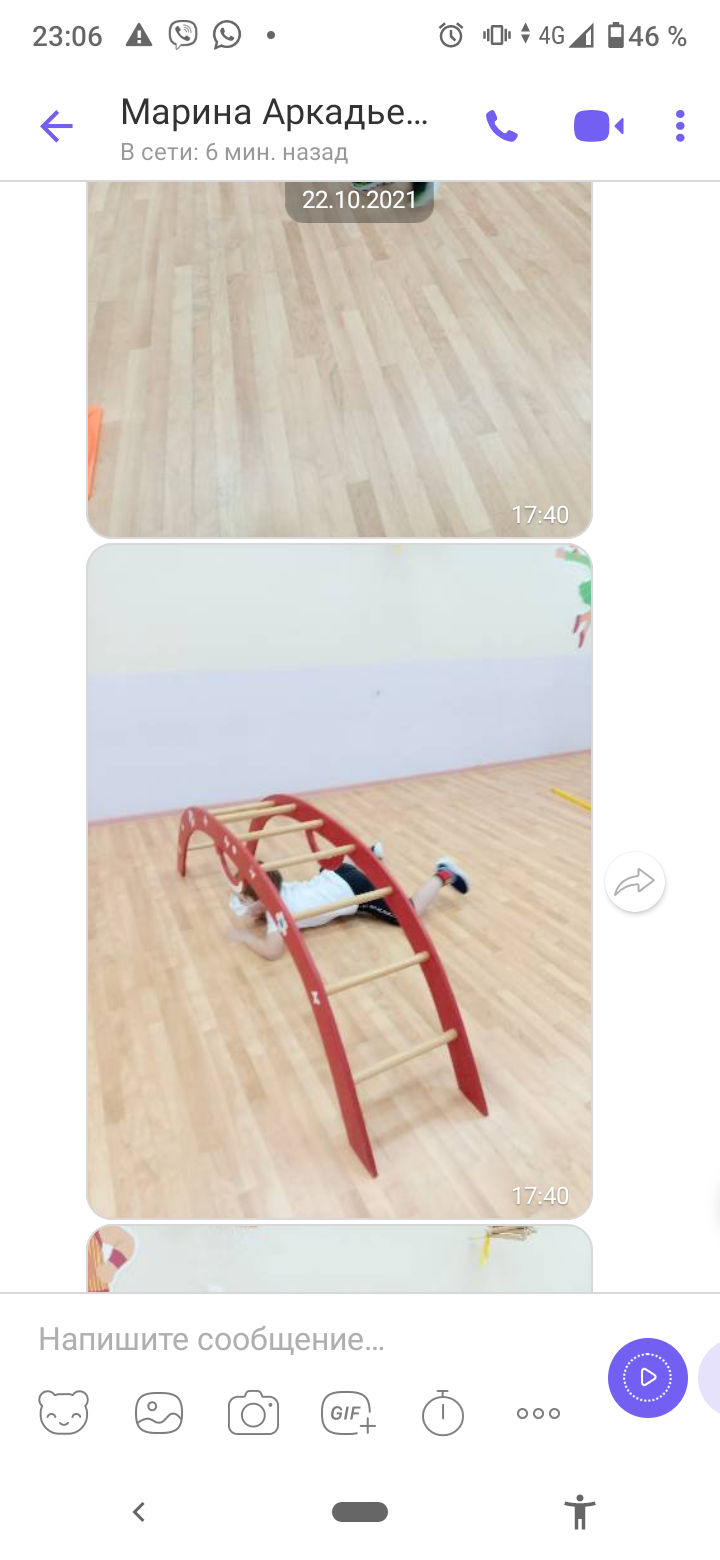 23:06
4G
46 %
Марина Аркадье...
В сети: 6 мин. назад
22.10.2021
17:40
17:40
Напишите сообщение...
GIF